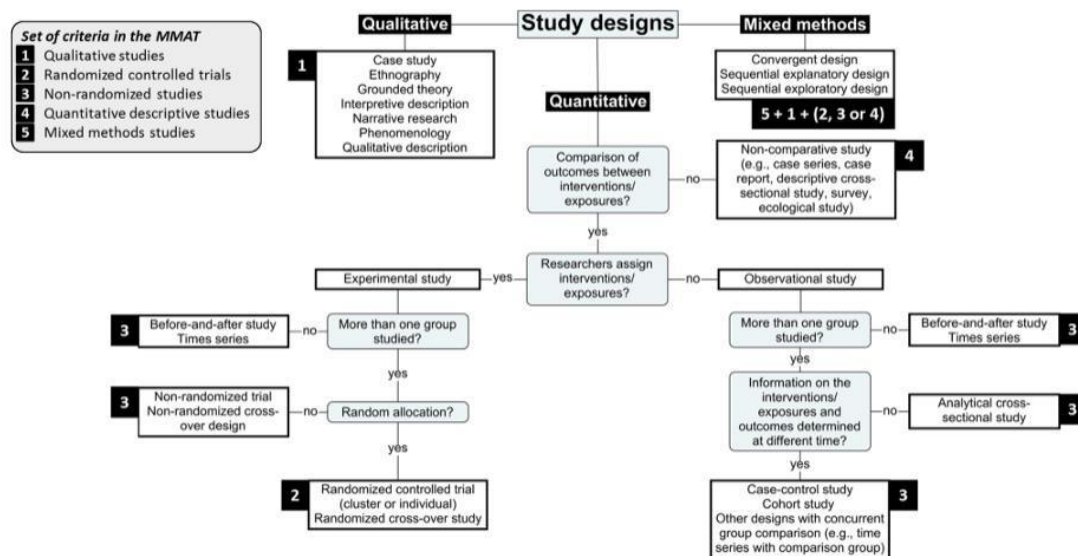 Study designs
Set of criteria in the MMAT
1 Qualitative studies
2 Randomized controlled trials
3 Non-randomized studies
4 Quantitative descriptive studies
5 Mixed methods studies
Qualitative
1
Case study
Ethnography
Grounded theory
Interpretive description
Narrative research
Phenomenology
Qualitative description
Quantitative
Mixed methods
Convergent design
Sequential explanatory design
Sequential exploratory design
5 + 1 + (2, 3 or 4)
Comparison of
outcomes between
interventions/
exposures?
no
Non-comparative study
(e.g., case series, case
report, descriptive cross-
sectional study, survey,
ecological study)
4
yes
Researchers assign
interventions/
exposures?
yes
Experimental study
no
Observational study
More than one group
studied?
no
Before-and-after study
Times series
3
yes
Random allocation?
no
Non-randomized trial
Non-randomized cross-
over design
3
yes
2
Randomized controlled trial
(cluster or individual)
Randomized cross-over study
More than one group
studied?
no
Before-and-after study
Times series
3
yes
Information on the
interventions/
exposures and
outcomes determined
at different time?
no
Analytical cross-
sectional study
3
yes
Case-control study
Cohort study
Other designs with concurrent
group comparison (e.g., time
series with comparison group)
3